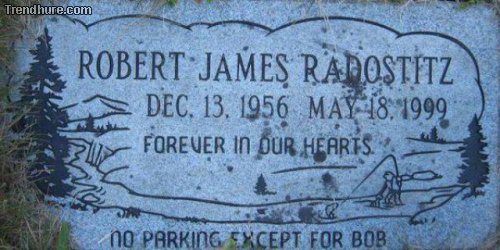 Trendhure.com
ROBERT JAMES RADOSTITZ
DEC. 13, 1956 MAY 18, 1999
FOREVER IN OUR HEARTS
NO PARKING EXCEPT FOR BOB